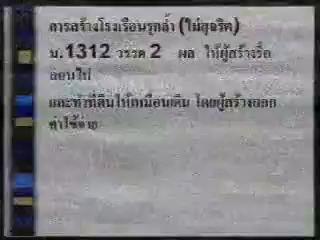 การสร้างโรงเรือนรุกล้ำ (ไม่สุจริต)
ม.1312 วรรค 2 ผล ให้ผู้สร้างรื้อ
ถอนไป
และทำที่ดินให้เหมือนเดิม โดยผู้สร้างออก
ค่าใช้จ่าย